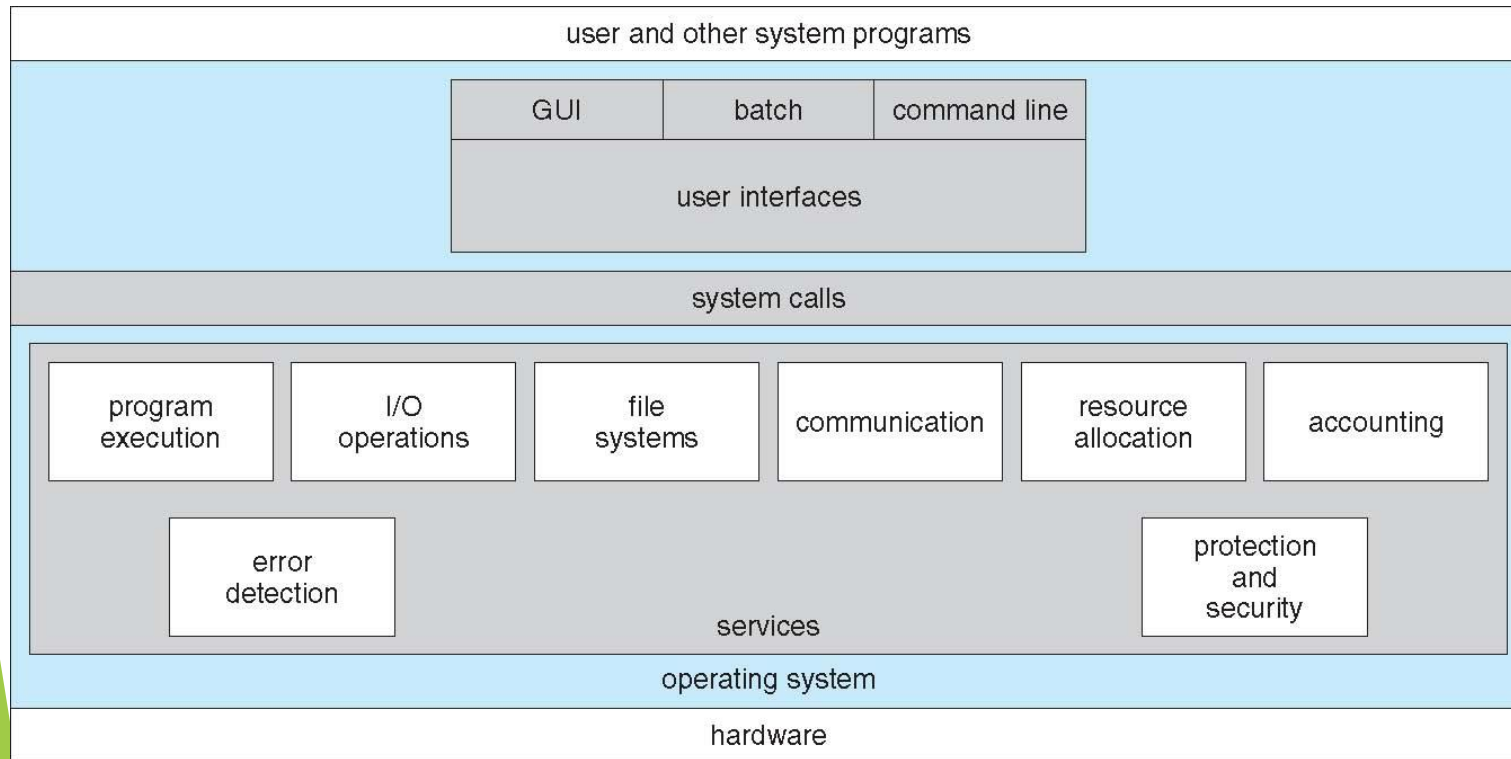 user and other system programs
GUI
batch
command line
user interfaces
system calls
program
execution
I/O
operations
file
systems
communication
resource
allocation
accounting
error
detection
protection
and
security
services
operating system
hardware